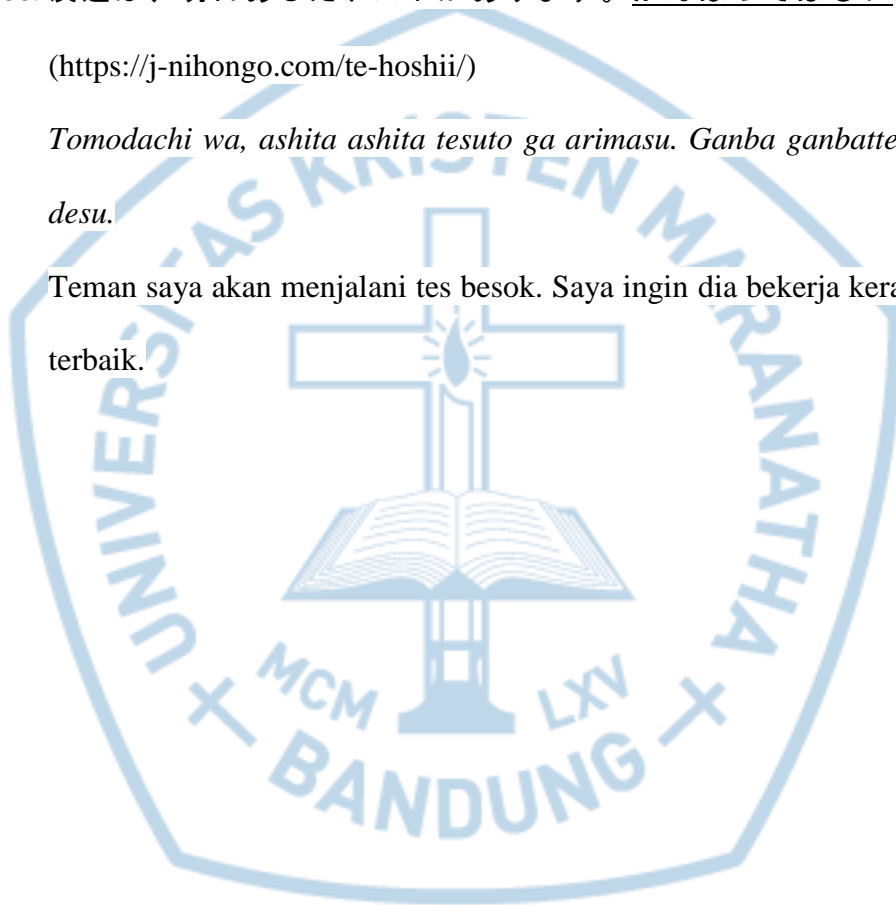 (https://j-nihongo.com/te-hoshii/)
Tomodachi wa, ashita ashita tesuto ga arimasu. Ganba ganbatte
desu.
Teman saya akan menjalani tes besok. Saya ingin dia bekerja kera
terbaik.
UNIVERSITAS KRISTEN MARANATHA
MCM LXV
BANDUNG